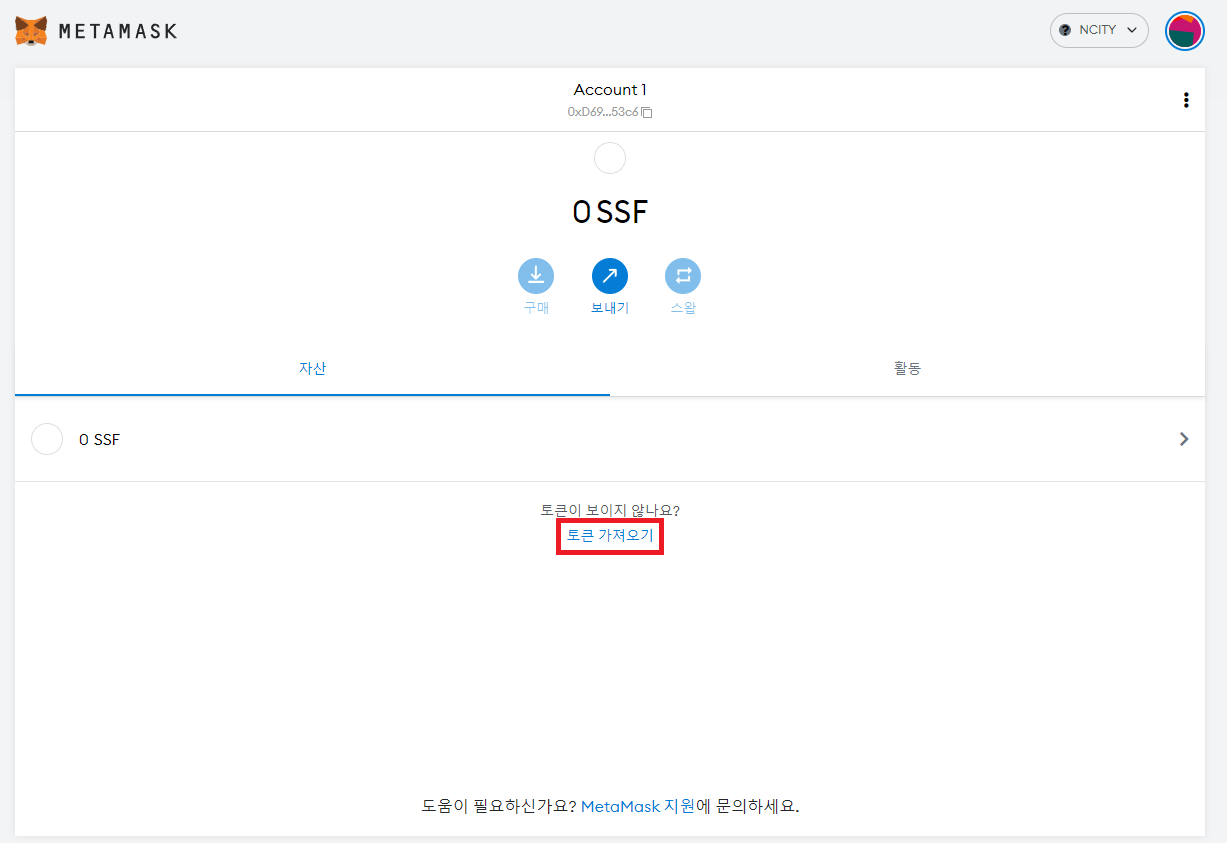 METAMASK
NCITY
Account 1
0xD69...53c6
0 SSF
구매
보내기
스왑
자산
활동
0 SSF
토큰이 보이지 않나요?
토큰 가져오기
도움이 필요하신가요? MetaMask 지원에 문의하세요.